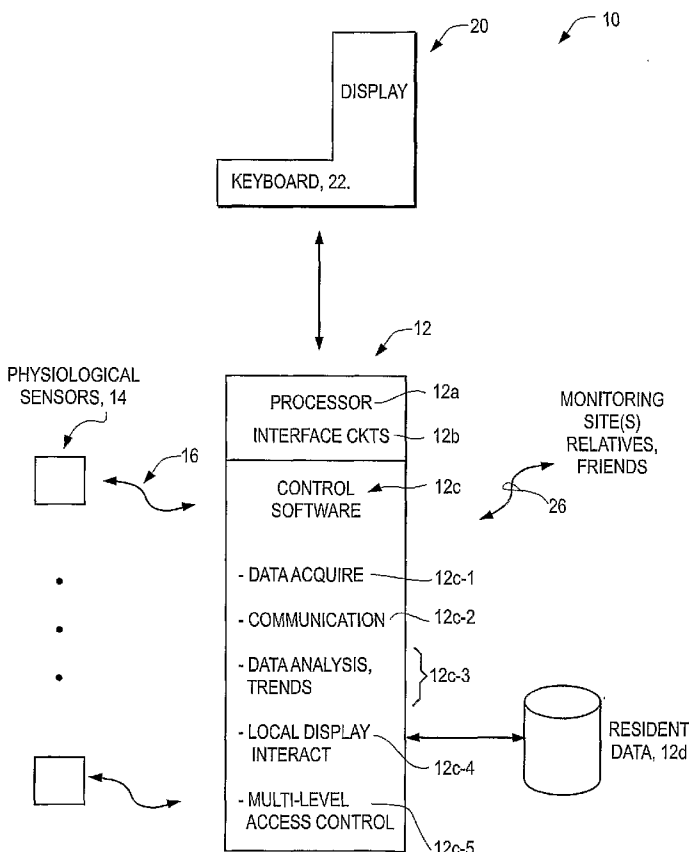 20
10
DISPLAY
KEYBOARD, 22.
12
PHYSIOLOGICAL
SENSORS, 14
16
PROCESSOR
12a
INTERFACE CKTS
12b
MONITORING
SITE(S)
RELATIVES,
FRIENDS
26
CONTROL
SOFTWARE
12c
- DATA ACQUIRE
12c-1
- COMMUNICATION
12c-2
- DATA ANALYSIS,
TRENDS
12c-3
- LOCAL DISPLAY
INTERACT
12c-4
RESIDENT
DATA, 12d
- MULTI-LEVEL
ACCESS CONTROL
12c-5